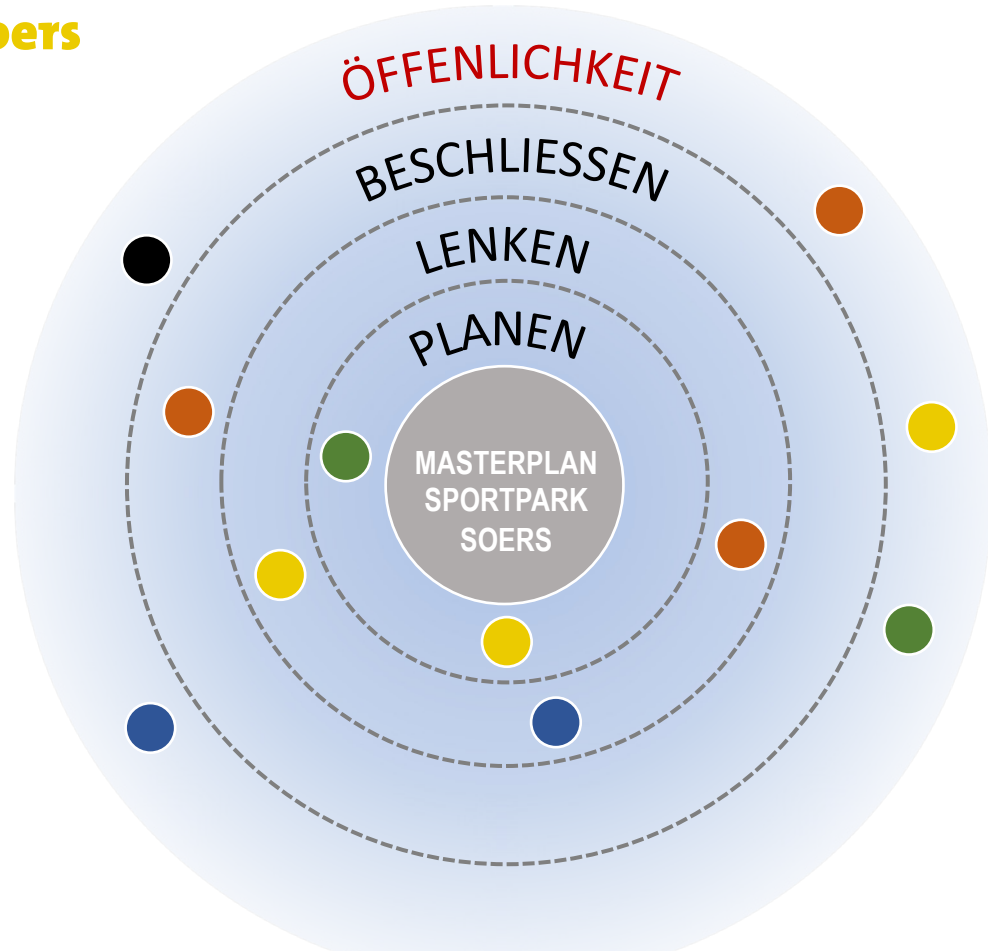 ÖFFENLICHKEIT
BESCHLIESSEN
LENKEN
PLANEN
MASTERPLAN
SPORTPARK
SOERS